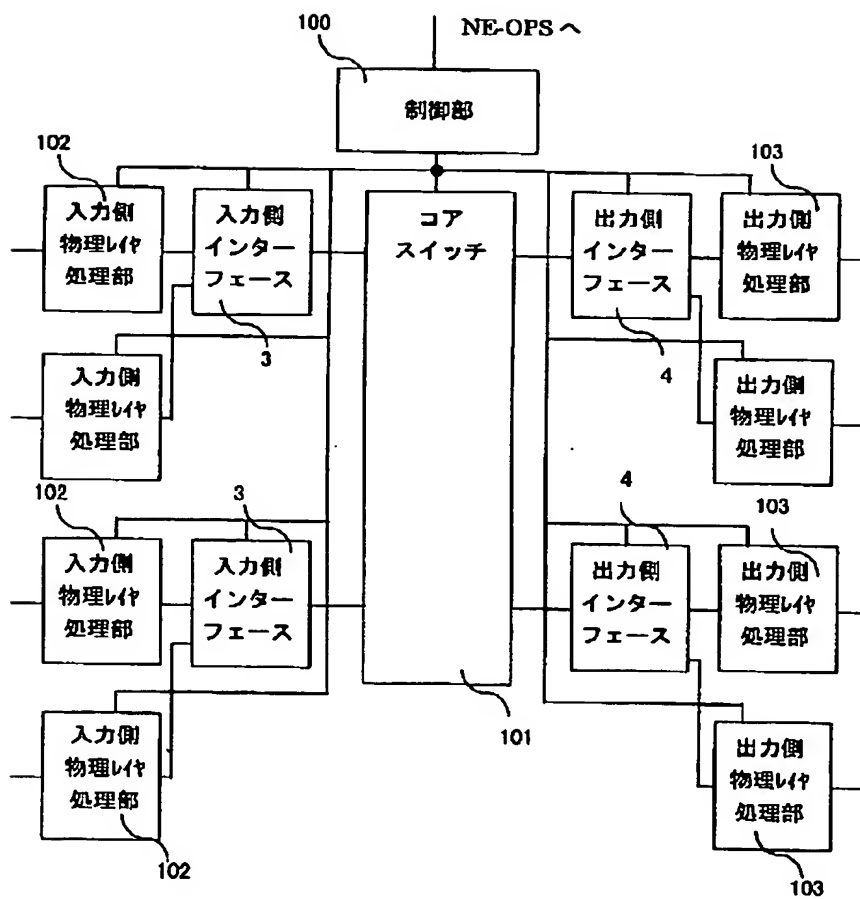 NE-OPS へ
100
制御部
102
入力側
物理レイヤ
処理部
入力側
インター
フェース
3
コア
スイッチ
101
出力側
インター
フェース
4
103
出力側
物理レイヤ
処理部
入力側
物理レイヤ
処理部
出力側
物理レイヤ
処理部
102
入力側
物理レイヤ
処理部
3
入力側
インター
フェース
4
出力側
インター
フェース
103
出力側
物理レイヤ
処理部
入力側
物理レイヤ
処理部
102
出力側
物理レイヤ
処理部
103